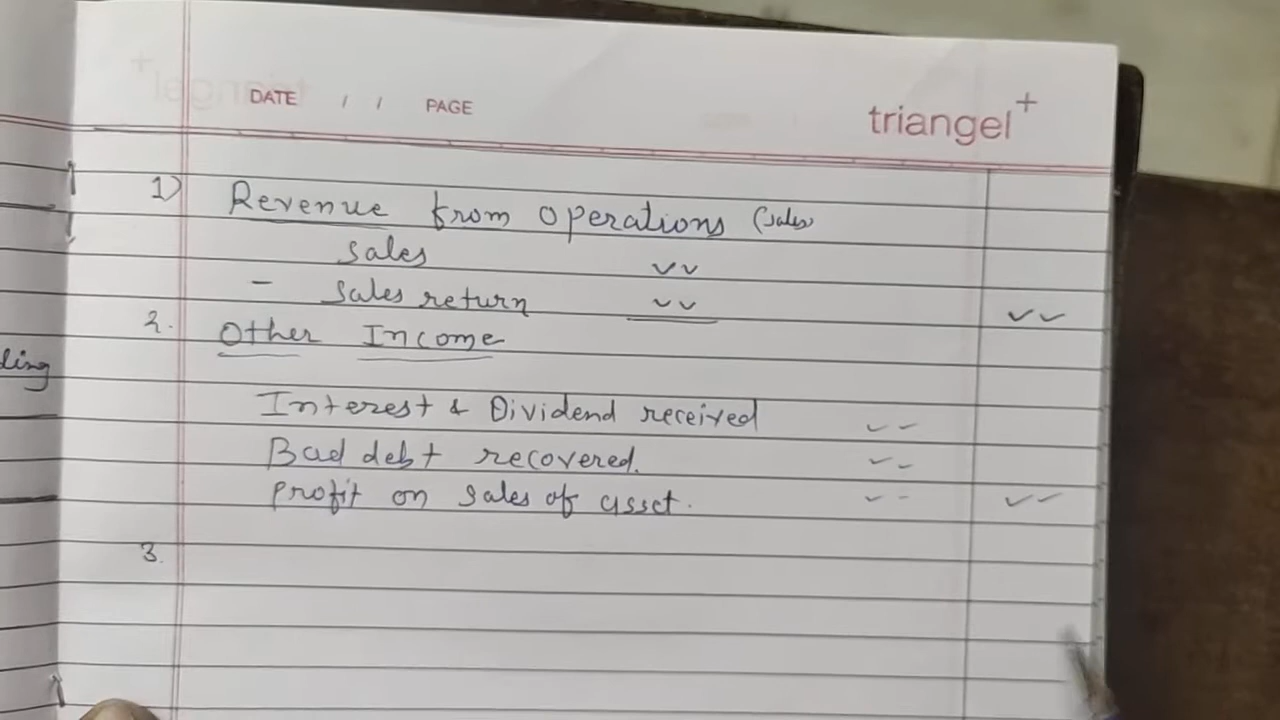 DATE / / PAGE
triangel+
1) Revenue from Operations (Sales)
Sales ✓✓
- Sales return ✓✓ ✓✓
2. Other Income
ling
Interest & Dividend received ✓✓
Bad debt recovered. ✓✓
Profit on sales of asset. ✓✓ ✓✓
3.